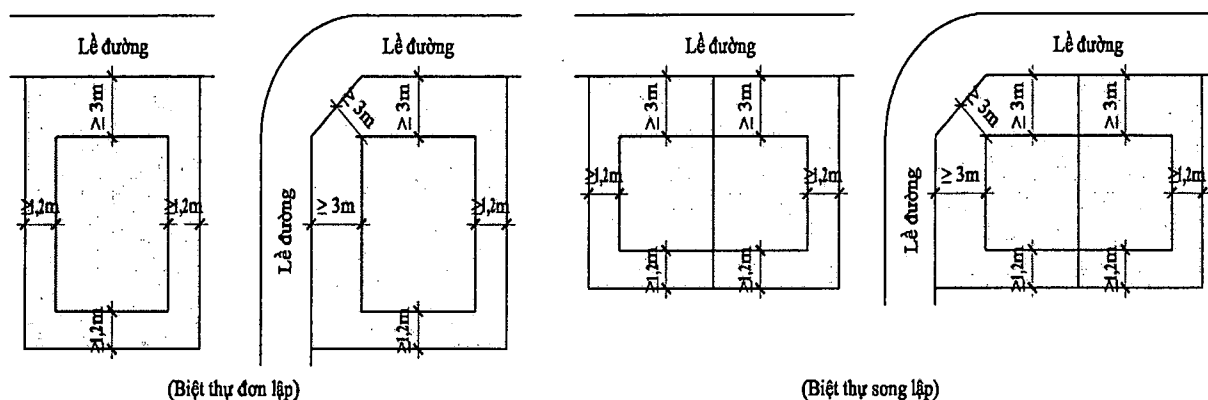 Lề đường
≥ 3m
≥1,2m
≥1,2m
≥1,2m
Lề đường
≥ 3m
≥ 3m
≥ 3m
≥1,2m
Lề đường
≥1,2m
(Biệt thự đơn lập)
Lề đường
≥ 3m
≥ 3m
≥1,2m
≥1,2m
≥1,2m
≥1,2m
Lề đường
≥ 3m
≥ 3m
≥ 3m
≥ 3m
≥1,2m
Lề đường
≥1,2m
≥1,2m
(Biệt thự song lập)